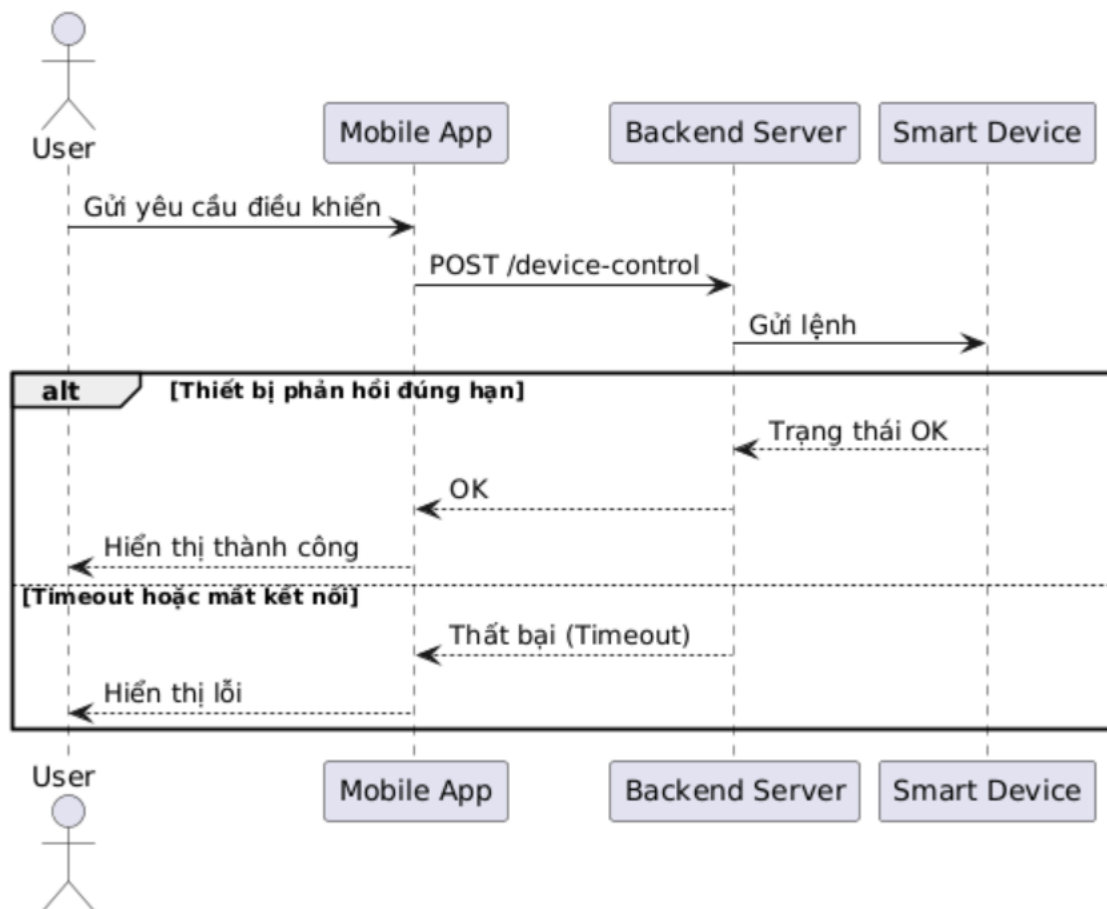 User
Mobile App
Backend Server
Smart Device
Gửi yêu cầu điều khiển
POST /device-control
Gửi lệnh
alt
[Thiết bị phản hồi đúng hạn]
Trạng thái OK
OK
Hiển thị thành công
[Timeout hoặc mất kết nối]
Thất bại (Timeout)
Hiển thị lỗi
User
Mobile App
Backend Server
Smart Device